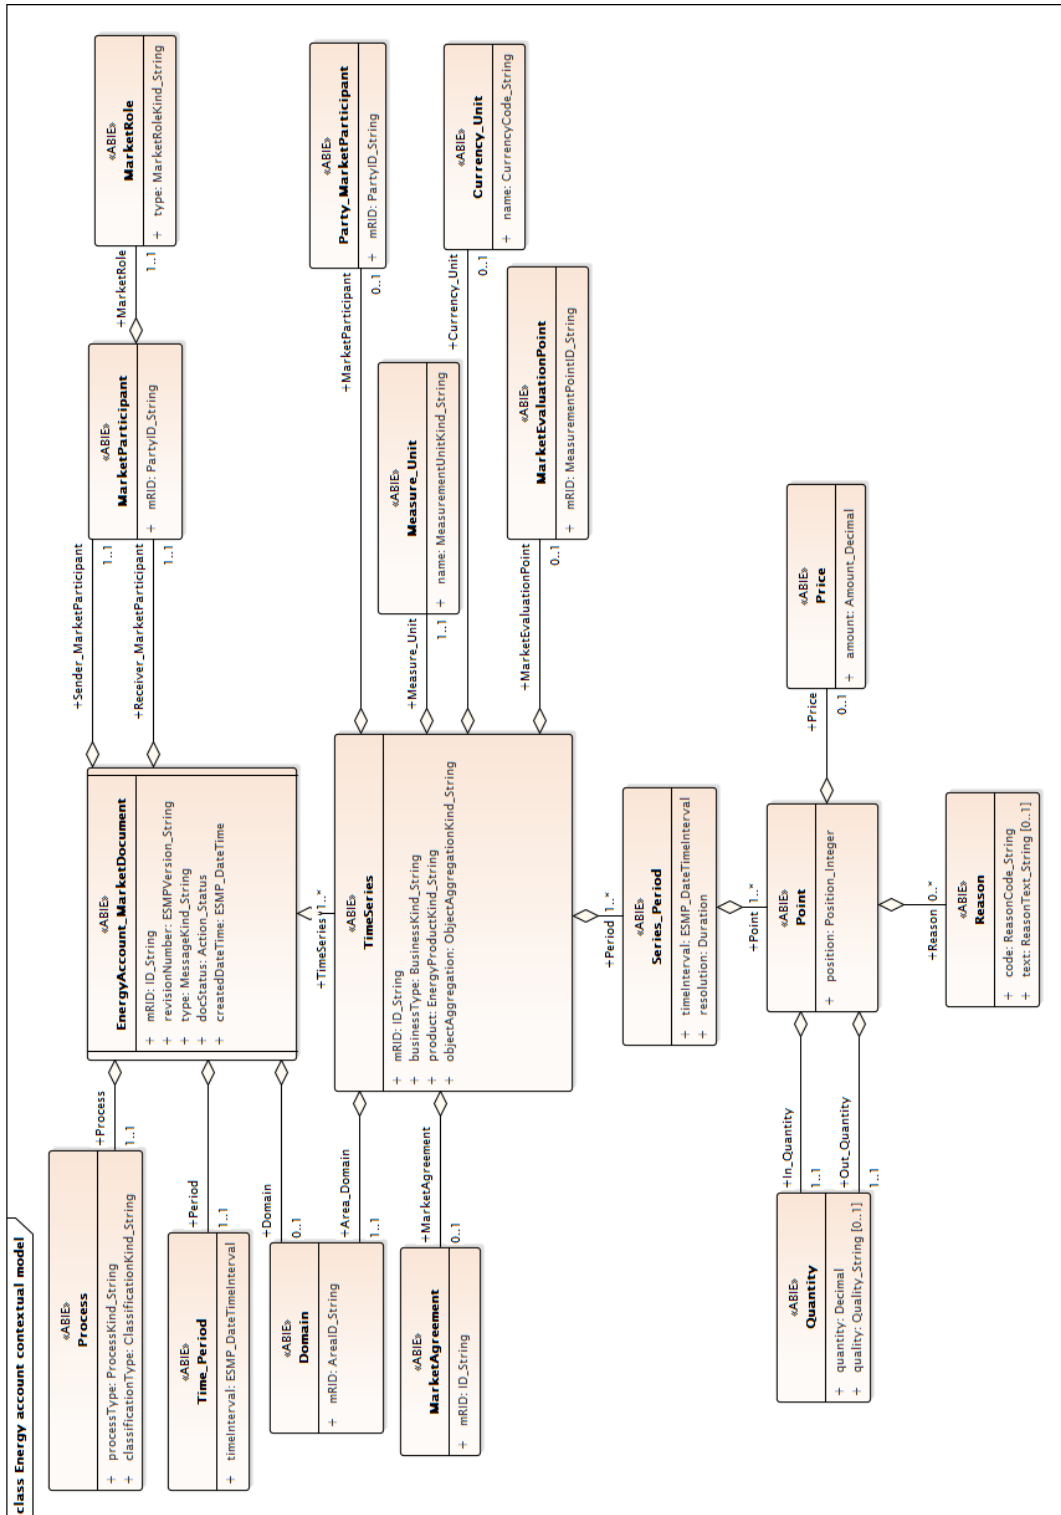 class Energy account contextual model
«ABIE»
Process
+ processType: ProcessKind_String
+ classificationType: ClassificationKind_String
+Process
1..1
«ABIE»
Time_Period
+ timeInterval: ESMP_DateTimeInterval
+Period
1..1
«ABIE»
Domain
+ mRID: AreaID_String
+Domain
0..1
+Area_Domain
1..1
«ABIE»
MarketAgreement
+ mRID: ID_String
+MarketAgreement
0..1
«ABIE»
EnergyAccount_MarketDocument
+ mRID: ID_String
+ revisionNumber: ESMPVersion_String
+ type: MessageKind_String
+ docStatus: Action_Status
+ createdDateTime: ESMP_DateTime
+Sender_MarketParticipant
1..1
+Receiver_MarketParticipant
1..1
«ABIE»
MarketParticipant
+ mRID: PartyID_String
+MarketRole
1..1
«ABIE»
MarketRole
+ type: MarketRoleKind_String
+TimeSeries
1..*
«ABIE»
TimeSeries
+ mRID: ID_String
+ businessType: BusinessKind_String
+ product: EnergyProductKind_String
+ objectAggregation: ObjectAggregationKind_String
+MarketParticipant
0..1
«ABIE»
Party_MarketParticipant
+ mRID: PartyID_String
+Measure_Unit
1..1
«ABIE»
Measure_Unit
+ name: MeasurementUnitKind_String
+Currency_Unit
0..1
«ABIE»
Currency_Unit
+ name: CurrencyCode_String
+MarketEvaluationPoint
0..1
«ABIE»
MarketEvaluationPoint
+ mRID: MeasurementPointID_String
+Period
1..*
«ABIE»
Series_Period
+ timeInterval: ESMP_DateTimeInterval
+ resolution: Duration
+Point
1..*
«ABIE»
Point
+ position: Position_Integer
+In_Quantity
1..1
+Out_Quantity
1..1
«ABIE»
Quantity
+ quantity: Decimal
+ quality: Quality_String [0..1]
+Price
0..1
«ABIE»
Price
+ amount: Amount_Decimal
+Reason
0..*
«ABIE»
Reason
+ code: ReasonCode_String
+ text: ReasonText_String [0..1]